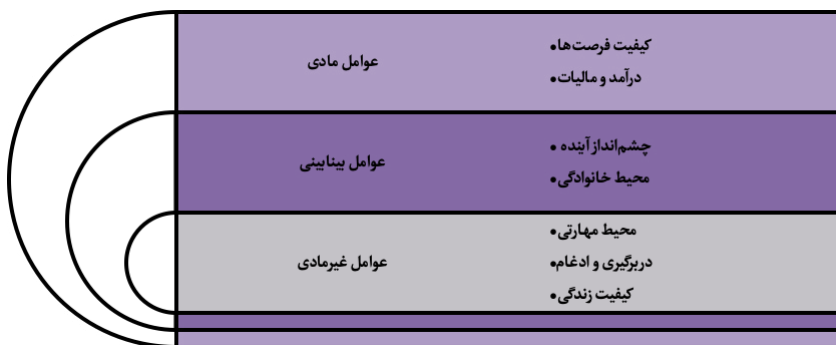 عوامل مادی
کیفیت فرصت‌ها•
درآمد و مالیات•
عوامل بینابینی
چشم‌انداز آینده •
محیط خانوادگی•
عوامل غیرمادی
محیط مهارتی•
دربرگیری و ادغام•
کیفیت زندگی•